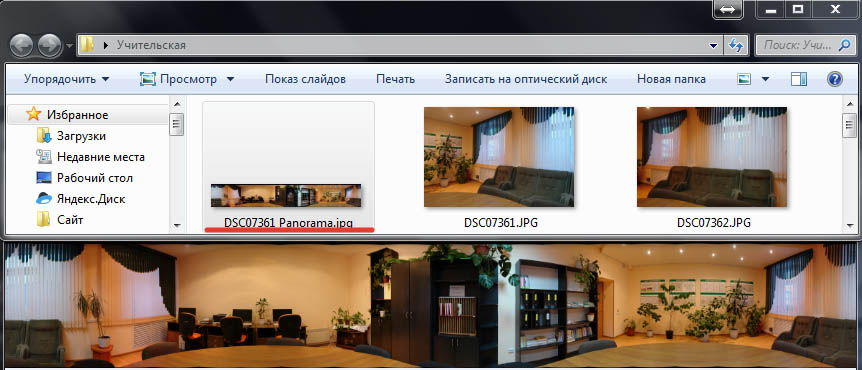 Учительская
Поиск: Учи...
Упорядочить Просмотр Показ слайдов Печать Записать на оптический диск Новая папка
Избранное
Загрузки
Недавние места
Рабочий стол
Яндекс.Диск
Сайт
DSC07361 Panorama.jpg DSC07361.JPG DSC07362.JPG